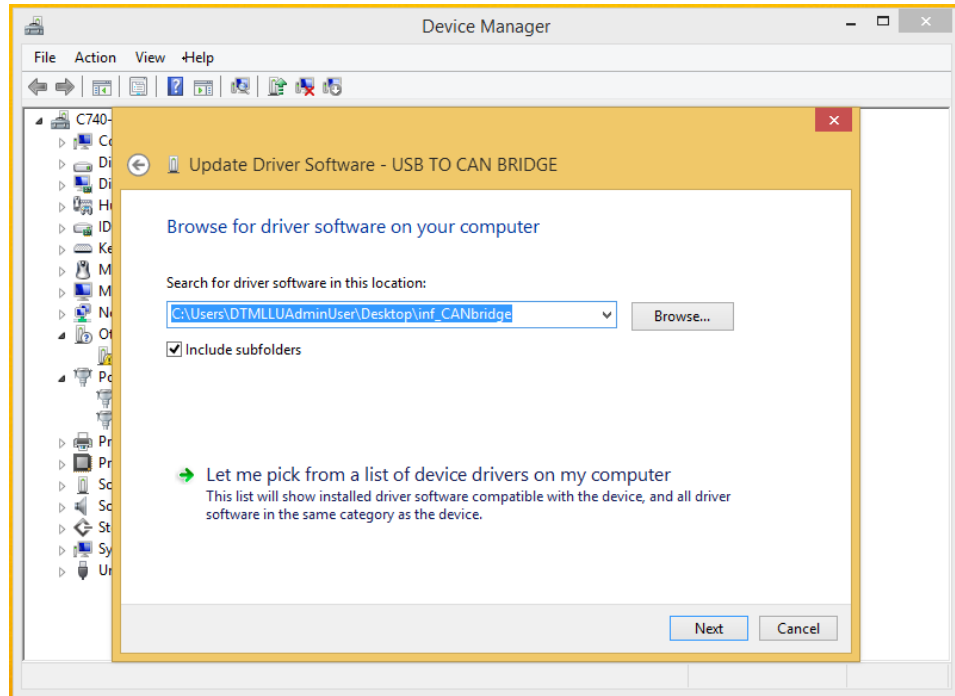 Device Manager
File Action View Help
C740-
Co
Di
Di
Hu
ID
Ke
M
M
Ne
Ot
Po
Pr
Pr
Sc
So
St
Sy
Un
Update Driver Software - USB TO CAN BRIDGE
Browse for driver software on your computer
Search for driver software in this location:
C:\Users\DTMLLUAdminUser\Desktop\inf_CANbridge
Browse...
Include subfolders
Let me pick from a list of device drivers on my computer
This list will show installed driver software compatible with the device, and all driver
software in the same category as the device.
Next Cancel